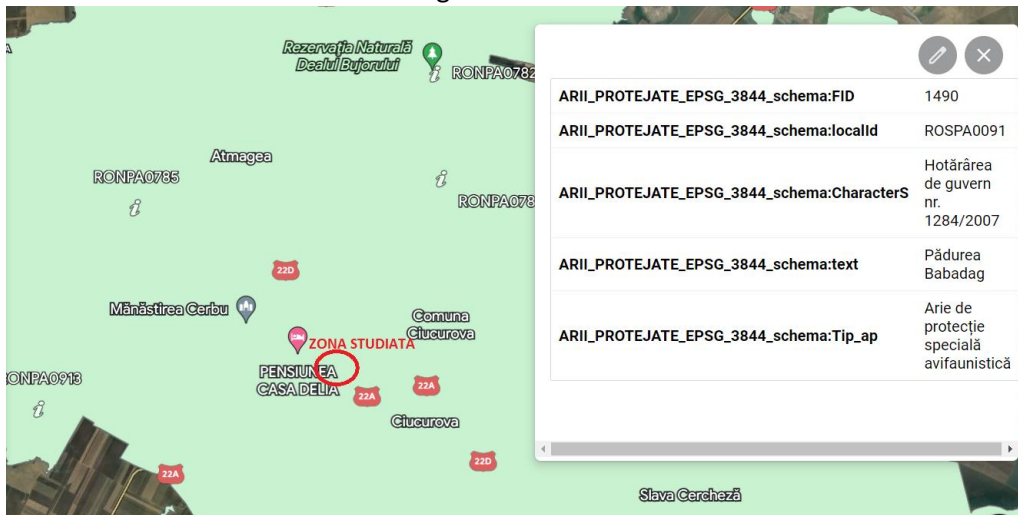 Rezervația Naturală
Dealul Bujorului
RONPA0782
Atmagea
RONPA0785
RONPA078
22D
Mănăstirea Cerbu
Comuna
Ciucurova
ZONA STUDIATĂ
PENSIUNEA
CASA DELIA
RONPA0913
22A
22A
Ciucurova
22D
22A
Slava Cercheză
ARII_PROTEJATE_EPSG_3844_schema:FID 1490
ARII_PROTEJATE_EPSG_3844_schema:localId ROSPA0091
ARII_PROTEJATE_EPSG_3844_schema:CharacterS
Hotărârea
de guvern
nr.
1284/2007
ARII_PROTEJATE_EPSG_3844_schema:text
Pădurea
Babadag
ARII_PROTEJATE_EPSG_3844_schema:Tip_ap
Arie de
protecție
specială
avifaunistică